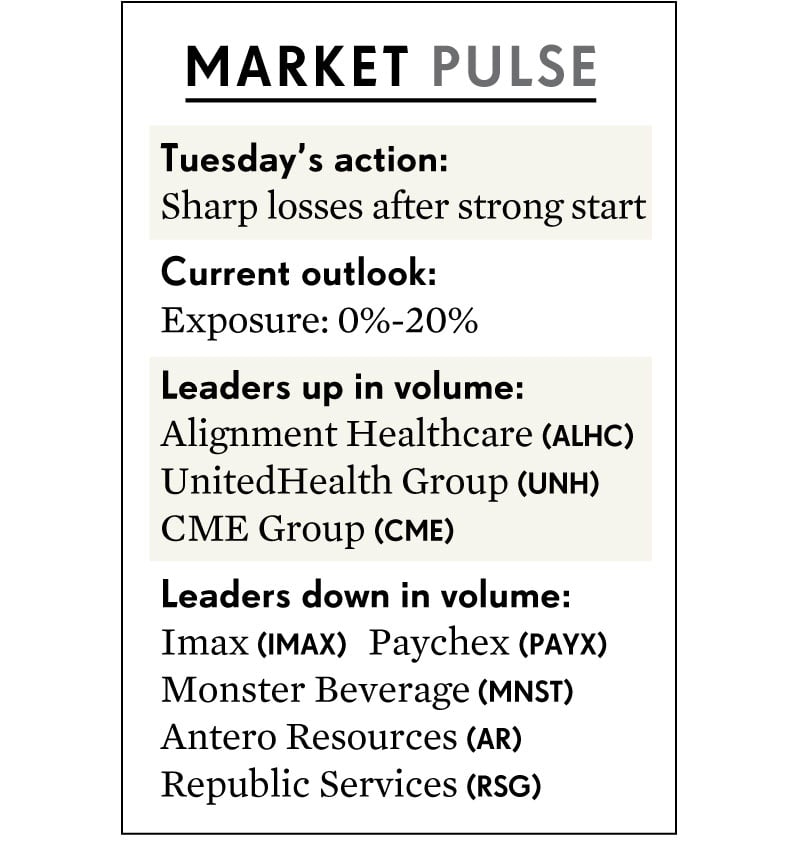 MARKET PULSE
Tuesday's action:
Sharp losses after strong start
Current outlook:
Exposure: 0%-20%
Leaders up in volume:
Alignment Healthcare (ALHC)
UnitedHealth Group (UNH)
CME Group (CME)
Leaders down in volume:
Imax (IMAX) Paychex (PAYX)
Monster Beverage (MNST)
Antero Resources (AR)
Republic Services (RSG)